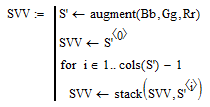 SVV := S' ← augment(Bb, Gg, Rr)
SVV ← S'⟨0⟩
for i ∈ 1.. cols(S') − 1
SVV ← stack(SVV, S'⟨i⟩)